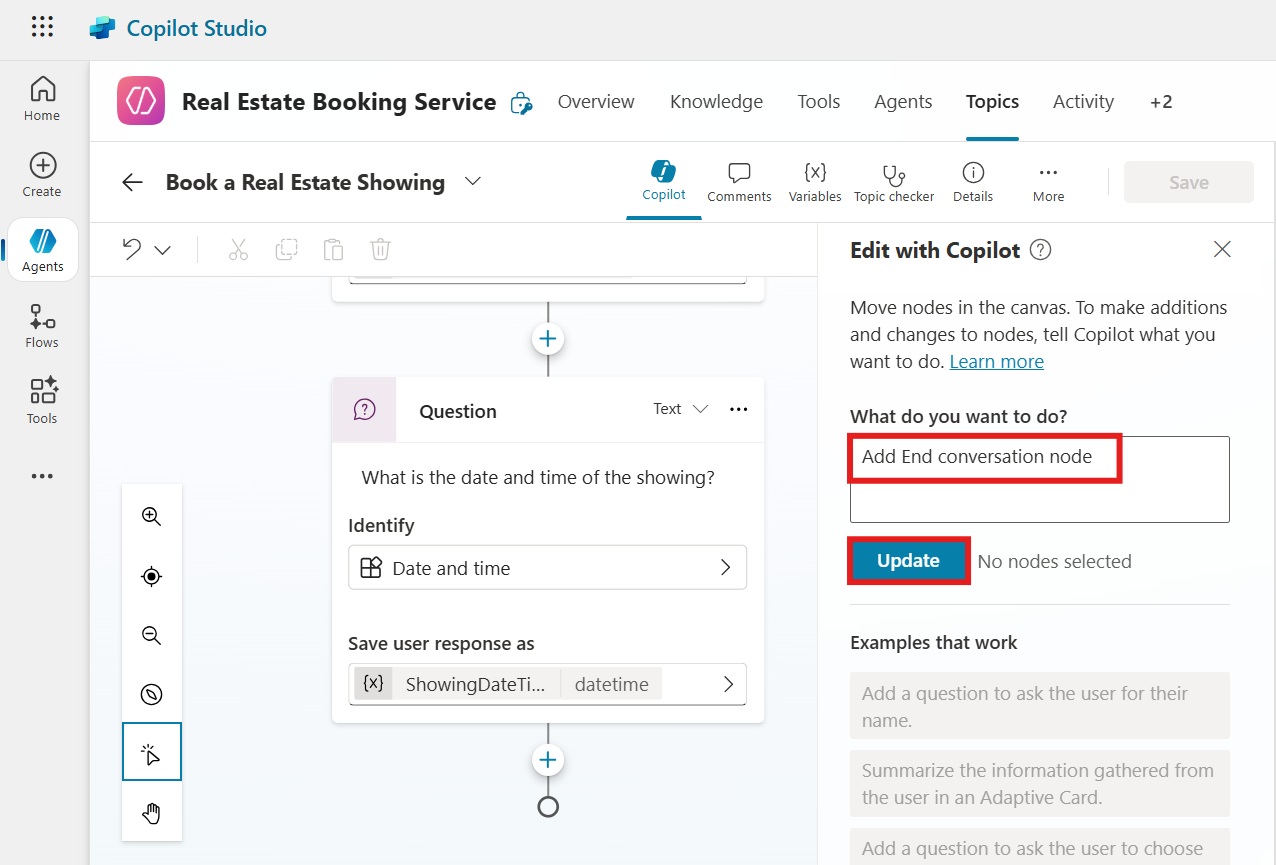 Copilot Studio
Home
Create
Agents
Flows
Tools
Real Estate Booking Service
Overview
Knowledge
Tools
Agents
Topics
Activity
+2
Book a Real Estate Showing
Copilot
Comments
{x}
Variables
Topic checker
Details
More
Save
Question
Text
What is the date and time of the showing?
Identify
Date and time
Save user response as
{x} ShowingDateTi... datetime
Edit with Copilot
Move nodes in the canvas. To make additions
and changes to nodes, tell Copilot what you
want to do. Learn more
What do you want to do?
Add End conversation node
Update
No nodes selected
Examples that work
Add a question to ask the user for their
name.
Summarize the information gathered from
the user in an Adaptive Card.
Add a question to ask the user to choose